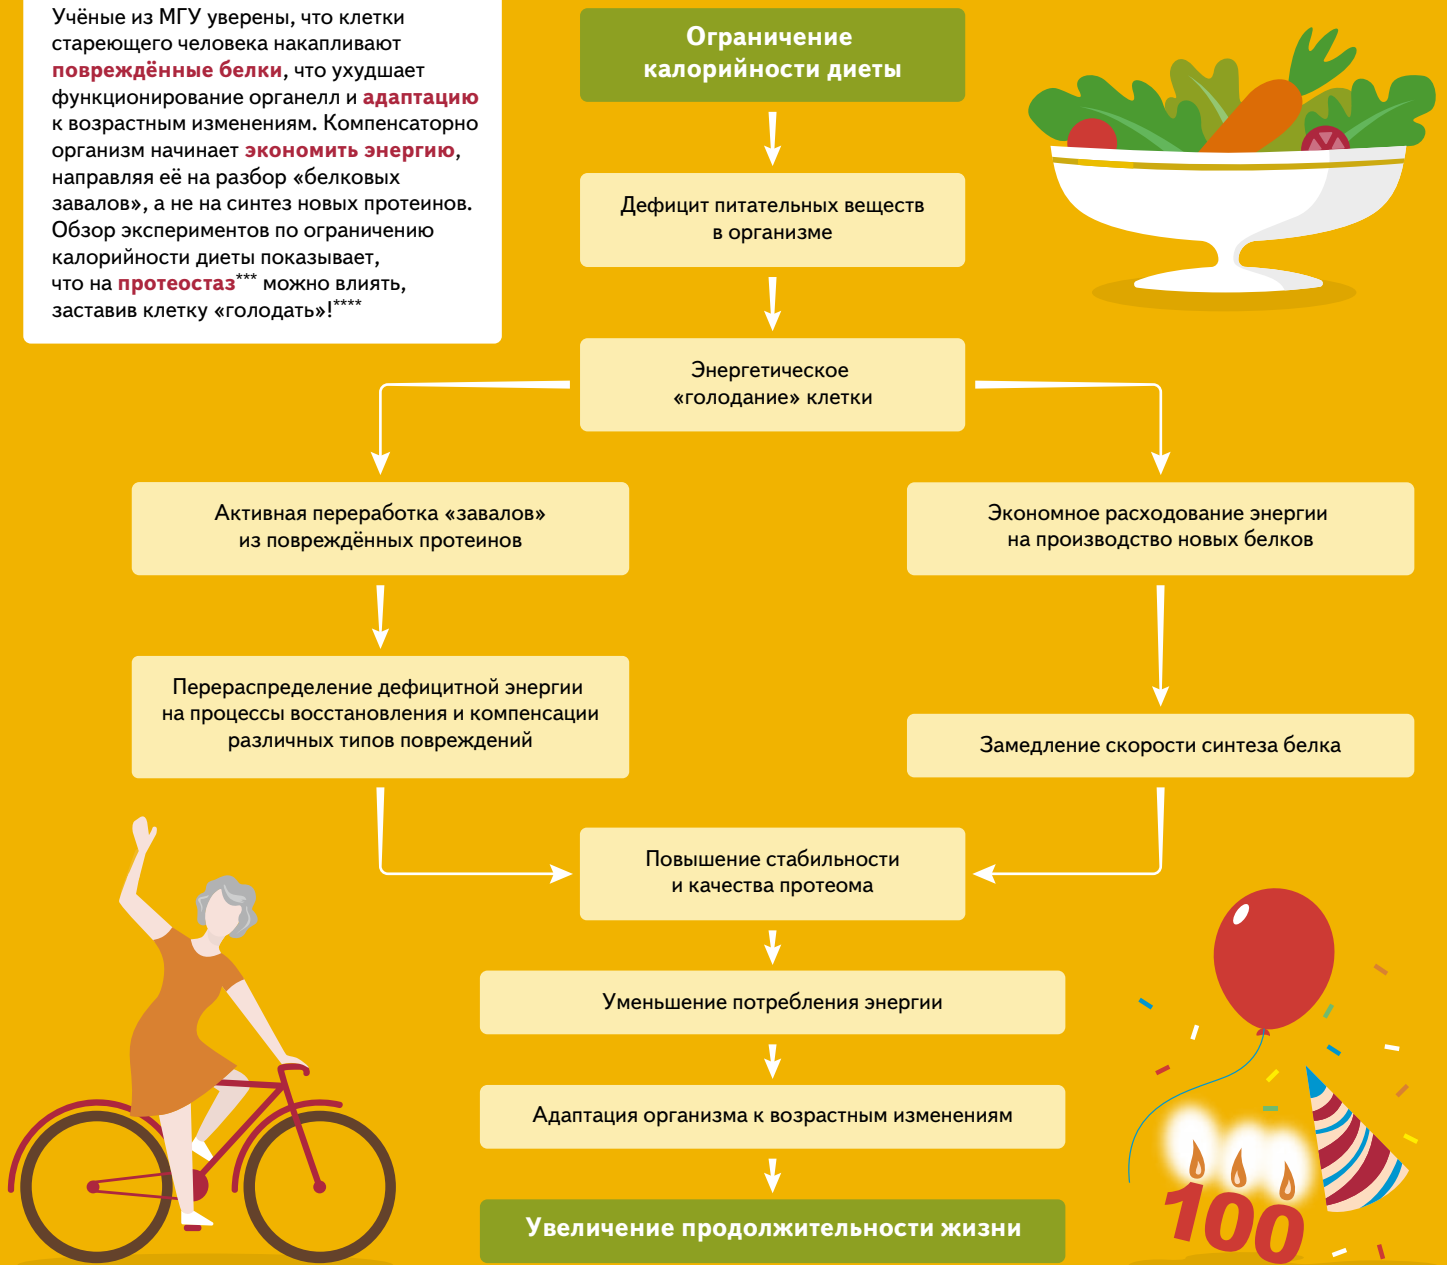 Учёные из МГУ уверены, что клетки
стареющего человека накапливают
повреждённые белки, что ухудшает
функционирование органелл и адаптацию
к возрастным изменениям. Компенсаторно
организм начинает экономить энергию,
направляя её на разбор «белковых
завалов», а не на синтез новых протеинов.
Обзор экспериментов по ограничению
калорийности диеты показывает,
что на протеостаз*** можно влиять,
заставив клетку «голодать»!****
Ограничение
калорийности диеты
Дефицит питательных веществ
в организме
Энергетическое
«голодание» клетки
Активная переработка «завалов»
из повреждённых протеинов
Экономное расходование энергии
на производство новых белков
Перераспределение дефицитной энергии
на процессы восстановления и компенсации
различных типов повреждений
Замедление скорости синтеза белка
Повышение стабильности
и качества протеома
Уменьшение потребления энергии
Адаптация организма к возрастным изменениям
Увеличение продолжительности жизни
100